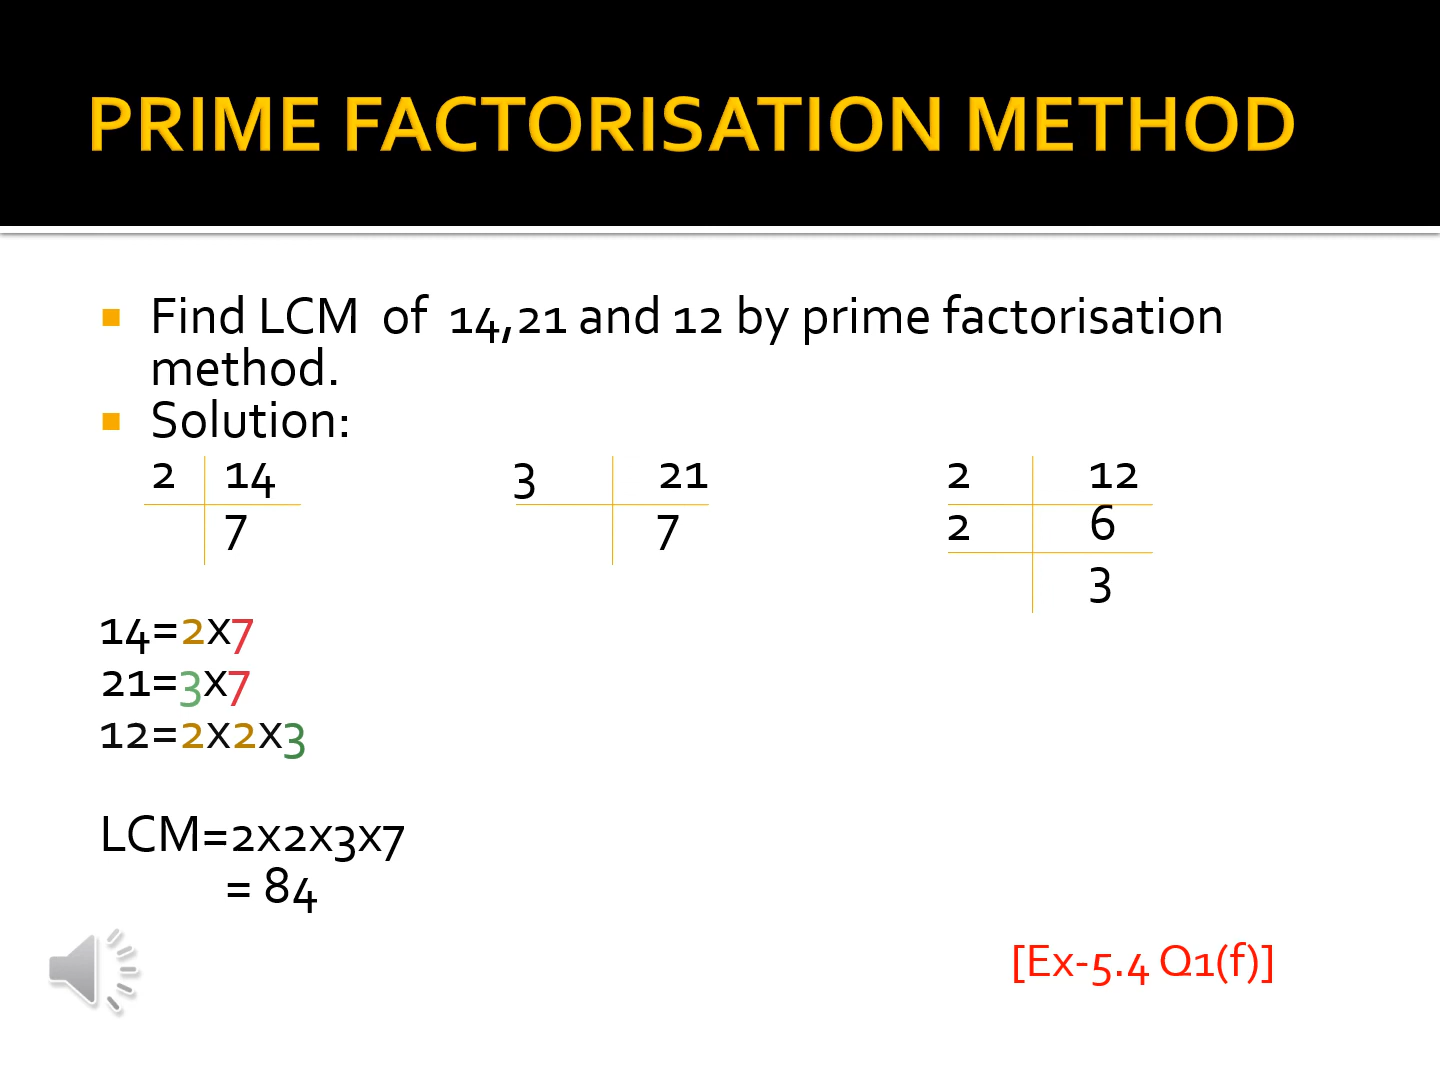 PRIME FACTORISATION METHOD
Find LCM of 14,21 and 12 by prime factorisation
method.
Solution:
2 14 3 21 2 12
7 7 2 6
3
14=2x7
21=3x7
12=2x2x3
LCM=2x2x3x7
= 84
[Ex-5.4 Q1(f)]